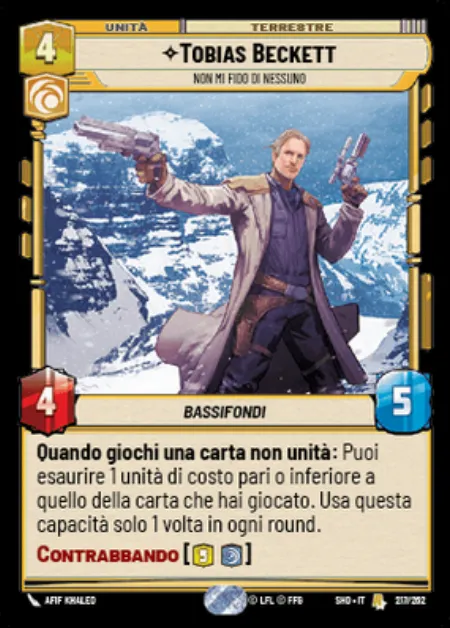 4
UNITÀ
TERRESTRE
TOBIAS BECKETT
NON MI FIDO DI NESSUNO
4
BASSIFONDI
5
Quando giochi una carta non unità: Puoi
esaurire 1 unità di costo pari o inferiore a
quello della carta che hai giocato. Usa questa
capacità solo 1 volta in ogni round.
CONTRABBANDO [5]
AFIF KHALED
© LFL © FFG
SHD • IT
217/262